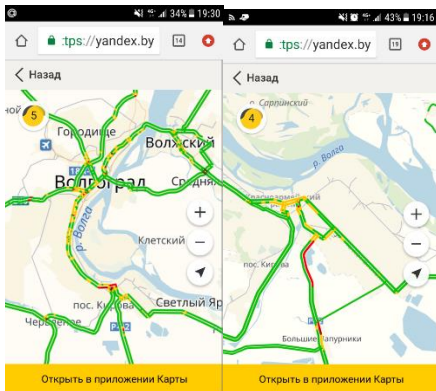 34% 19:30
tps://yandex.by
14
Назад
5
Городище
Волжский
Волгоград
Средняя
р. Волга
Клетский
пос. Кирова
Светлый Яр
Открыть в приложении Карты
43% 19:16
:tps://yandex.by
19
Назад
о. Сарпинский
4
р. Волга
Красноармейский
пос. Кирова
Большие Чапурники
Открыть в приложении Карты